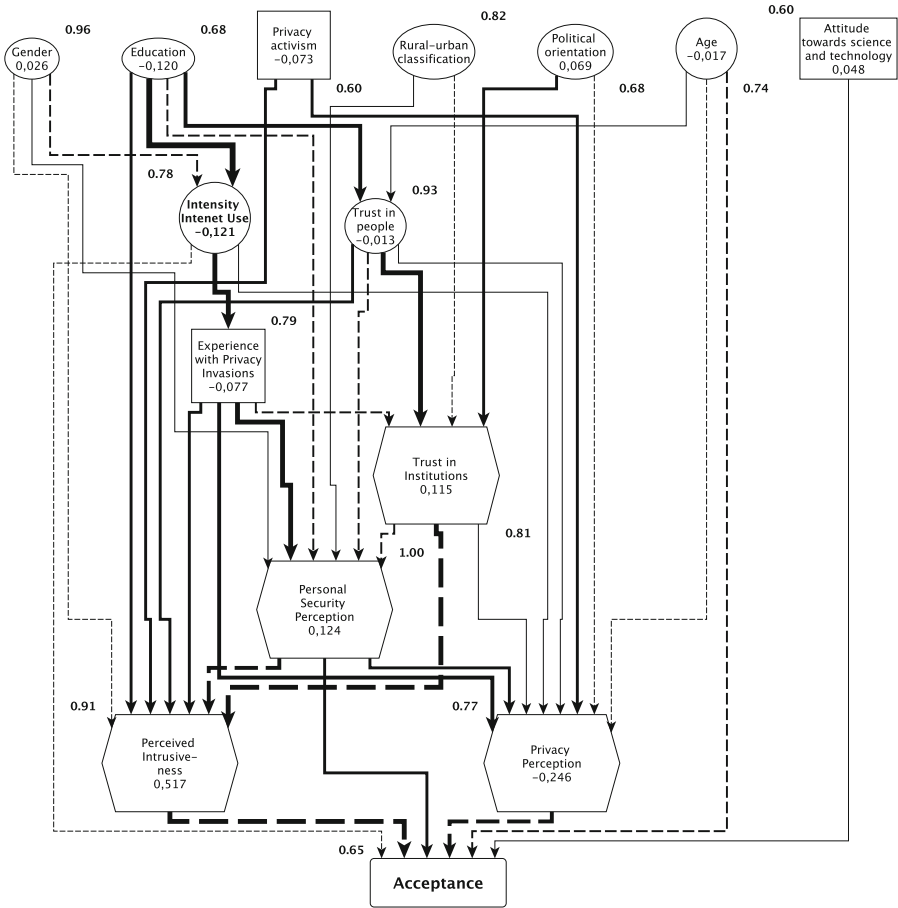 0.96
0.68
0.82
0.60
Gender
0,026
Education
−0,120
Privacy
activism
−0,073
Rural–urban
classification
Political
orientation
0,069
Age
−0,017
Attitude
towards science
and technology
0,048
0.60
0.68
0.74
0.78
0.93
Intensity
Intenet Use
−0,121
Trust in
people
−0,013
0.79
Experience
with Privacy
Invasions
−0,077
Trust in
Institutions
0,115
0.81
1.00
Personal
Security
Perception
0,124
0.91
0.77
Perceived
Intrusive–
ness
0,517
Privacy
Perception
−0,246
0.65
Acceptance